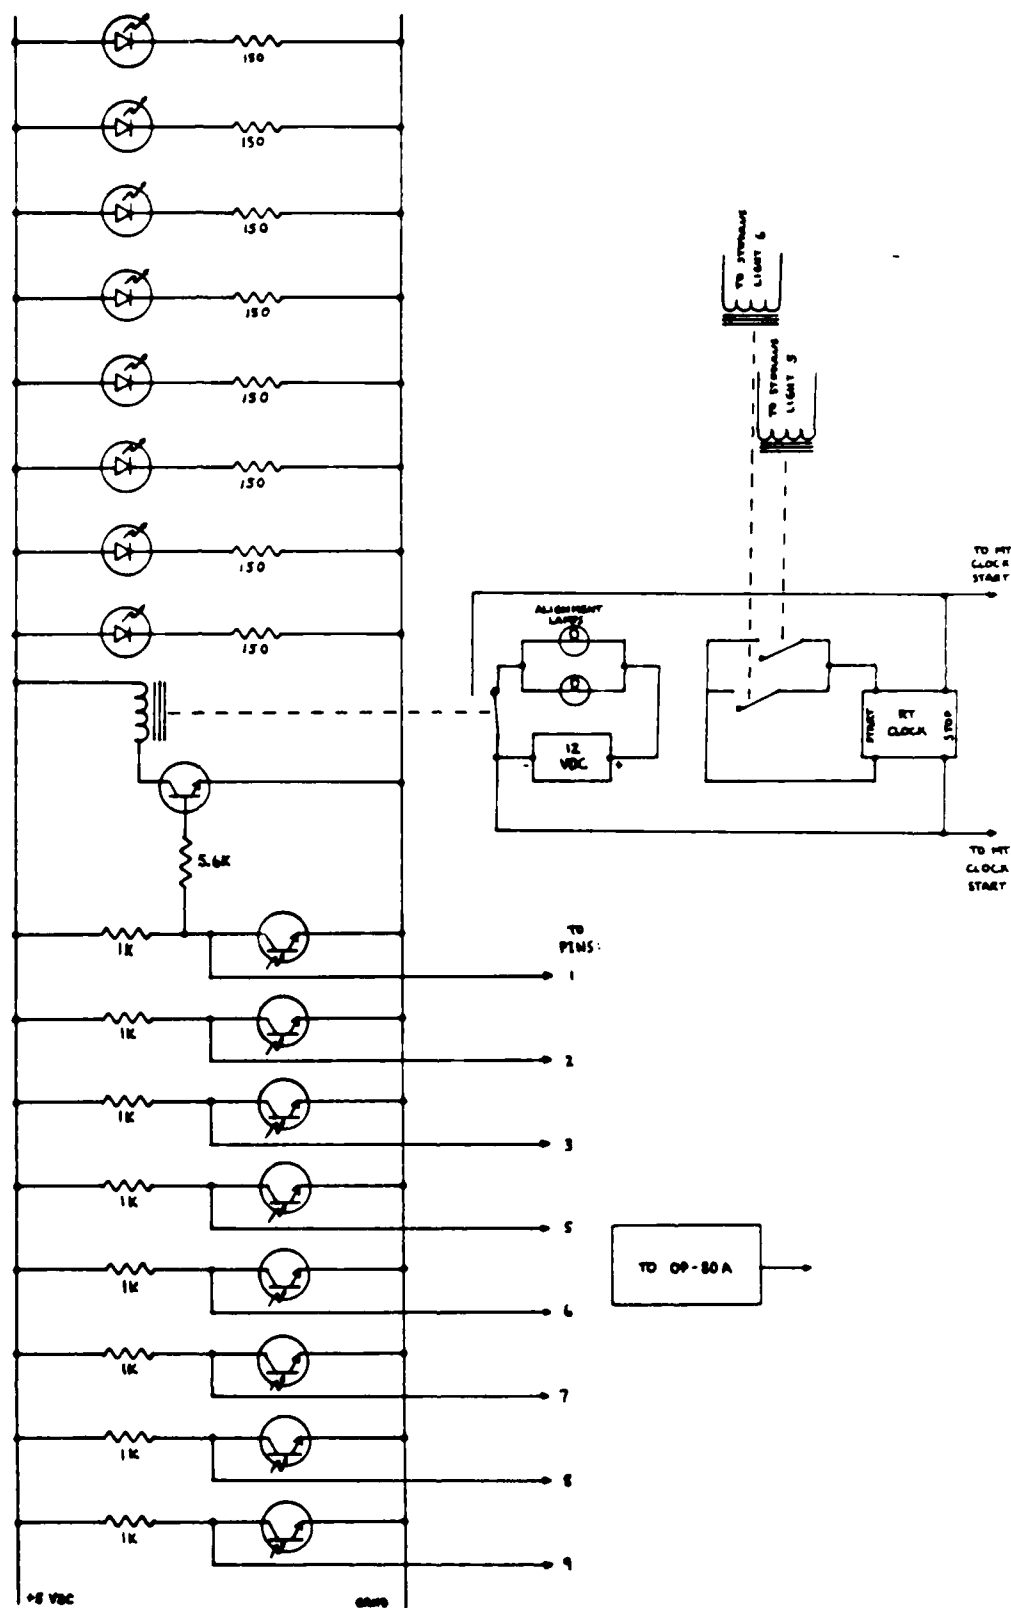 150
150
150
150
150
150
150
150
TO STIMULUS
LIGHT 6
TO STIMULUS
LIGHT 5
TO MT
CLOCK
START
ALIGNMENT
LAMPS
12
VDC
-
+
START
RT
CLOCK
STOP
TO MT
CLOCK
START
5.6K
1K
TO
PINS:
1
1K
2
1K
3
1K
5
1K
6
TO OP-80A
1K
7
1K
8
1K
9
+5 VDC
GRND